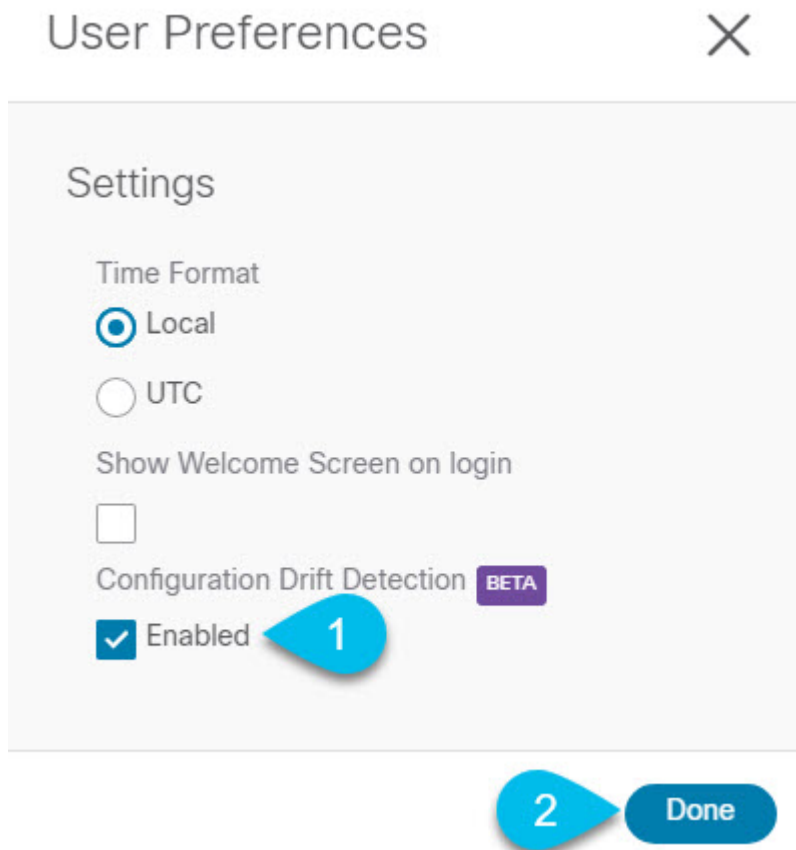 User Preferences
Settings
Time Format
Local
UTC
Show Welcome Screen on login
Configuration Drift Detection BETA
Enabled 1
2 Done